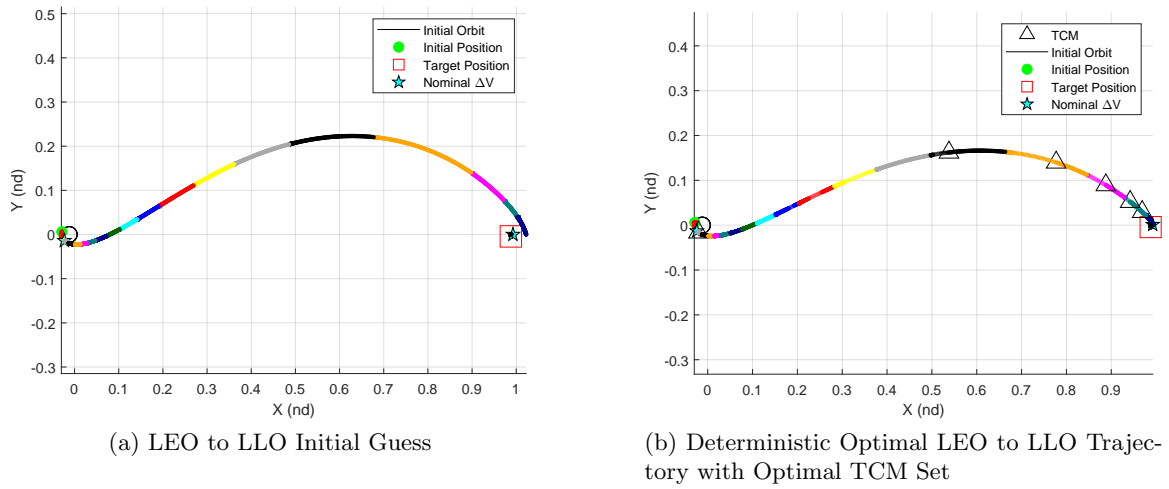 0.5
0.4
0.3
0.2
0.1
0
-0.1
-0.2
-0.3
Y (nd)
0 0.1 0.2 0.3 0.4 0.5 0.6 0.7 0.8 0.9 1
X (nd)
Initial Orbit
Initial Position
Target Position
Nominal ΔV
(a) LEO to LLO Initial Guess
0.4
0.3
0.2
0.1
0
-0.1
-0.2
-0.3
Y (nd)
0 0.1 0.2 0.3 0.4 0.5 0.6 0.7 0.8 0.9
X (nd)
TCM
Initial Orbit
Initial Position
Target Position
Nominal ΔV
(b) Deterministic Optimal LEO to LLO Trajec-
tory with Optimal TCM Set